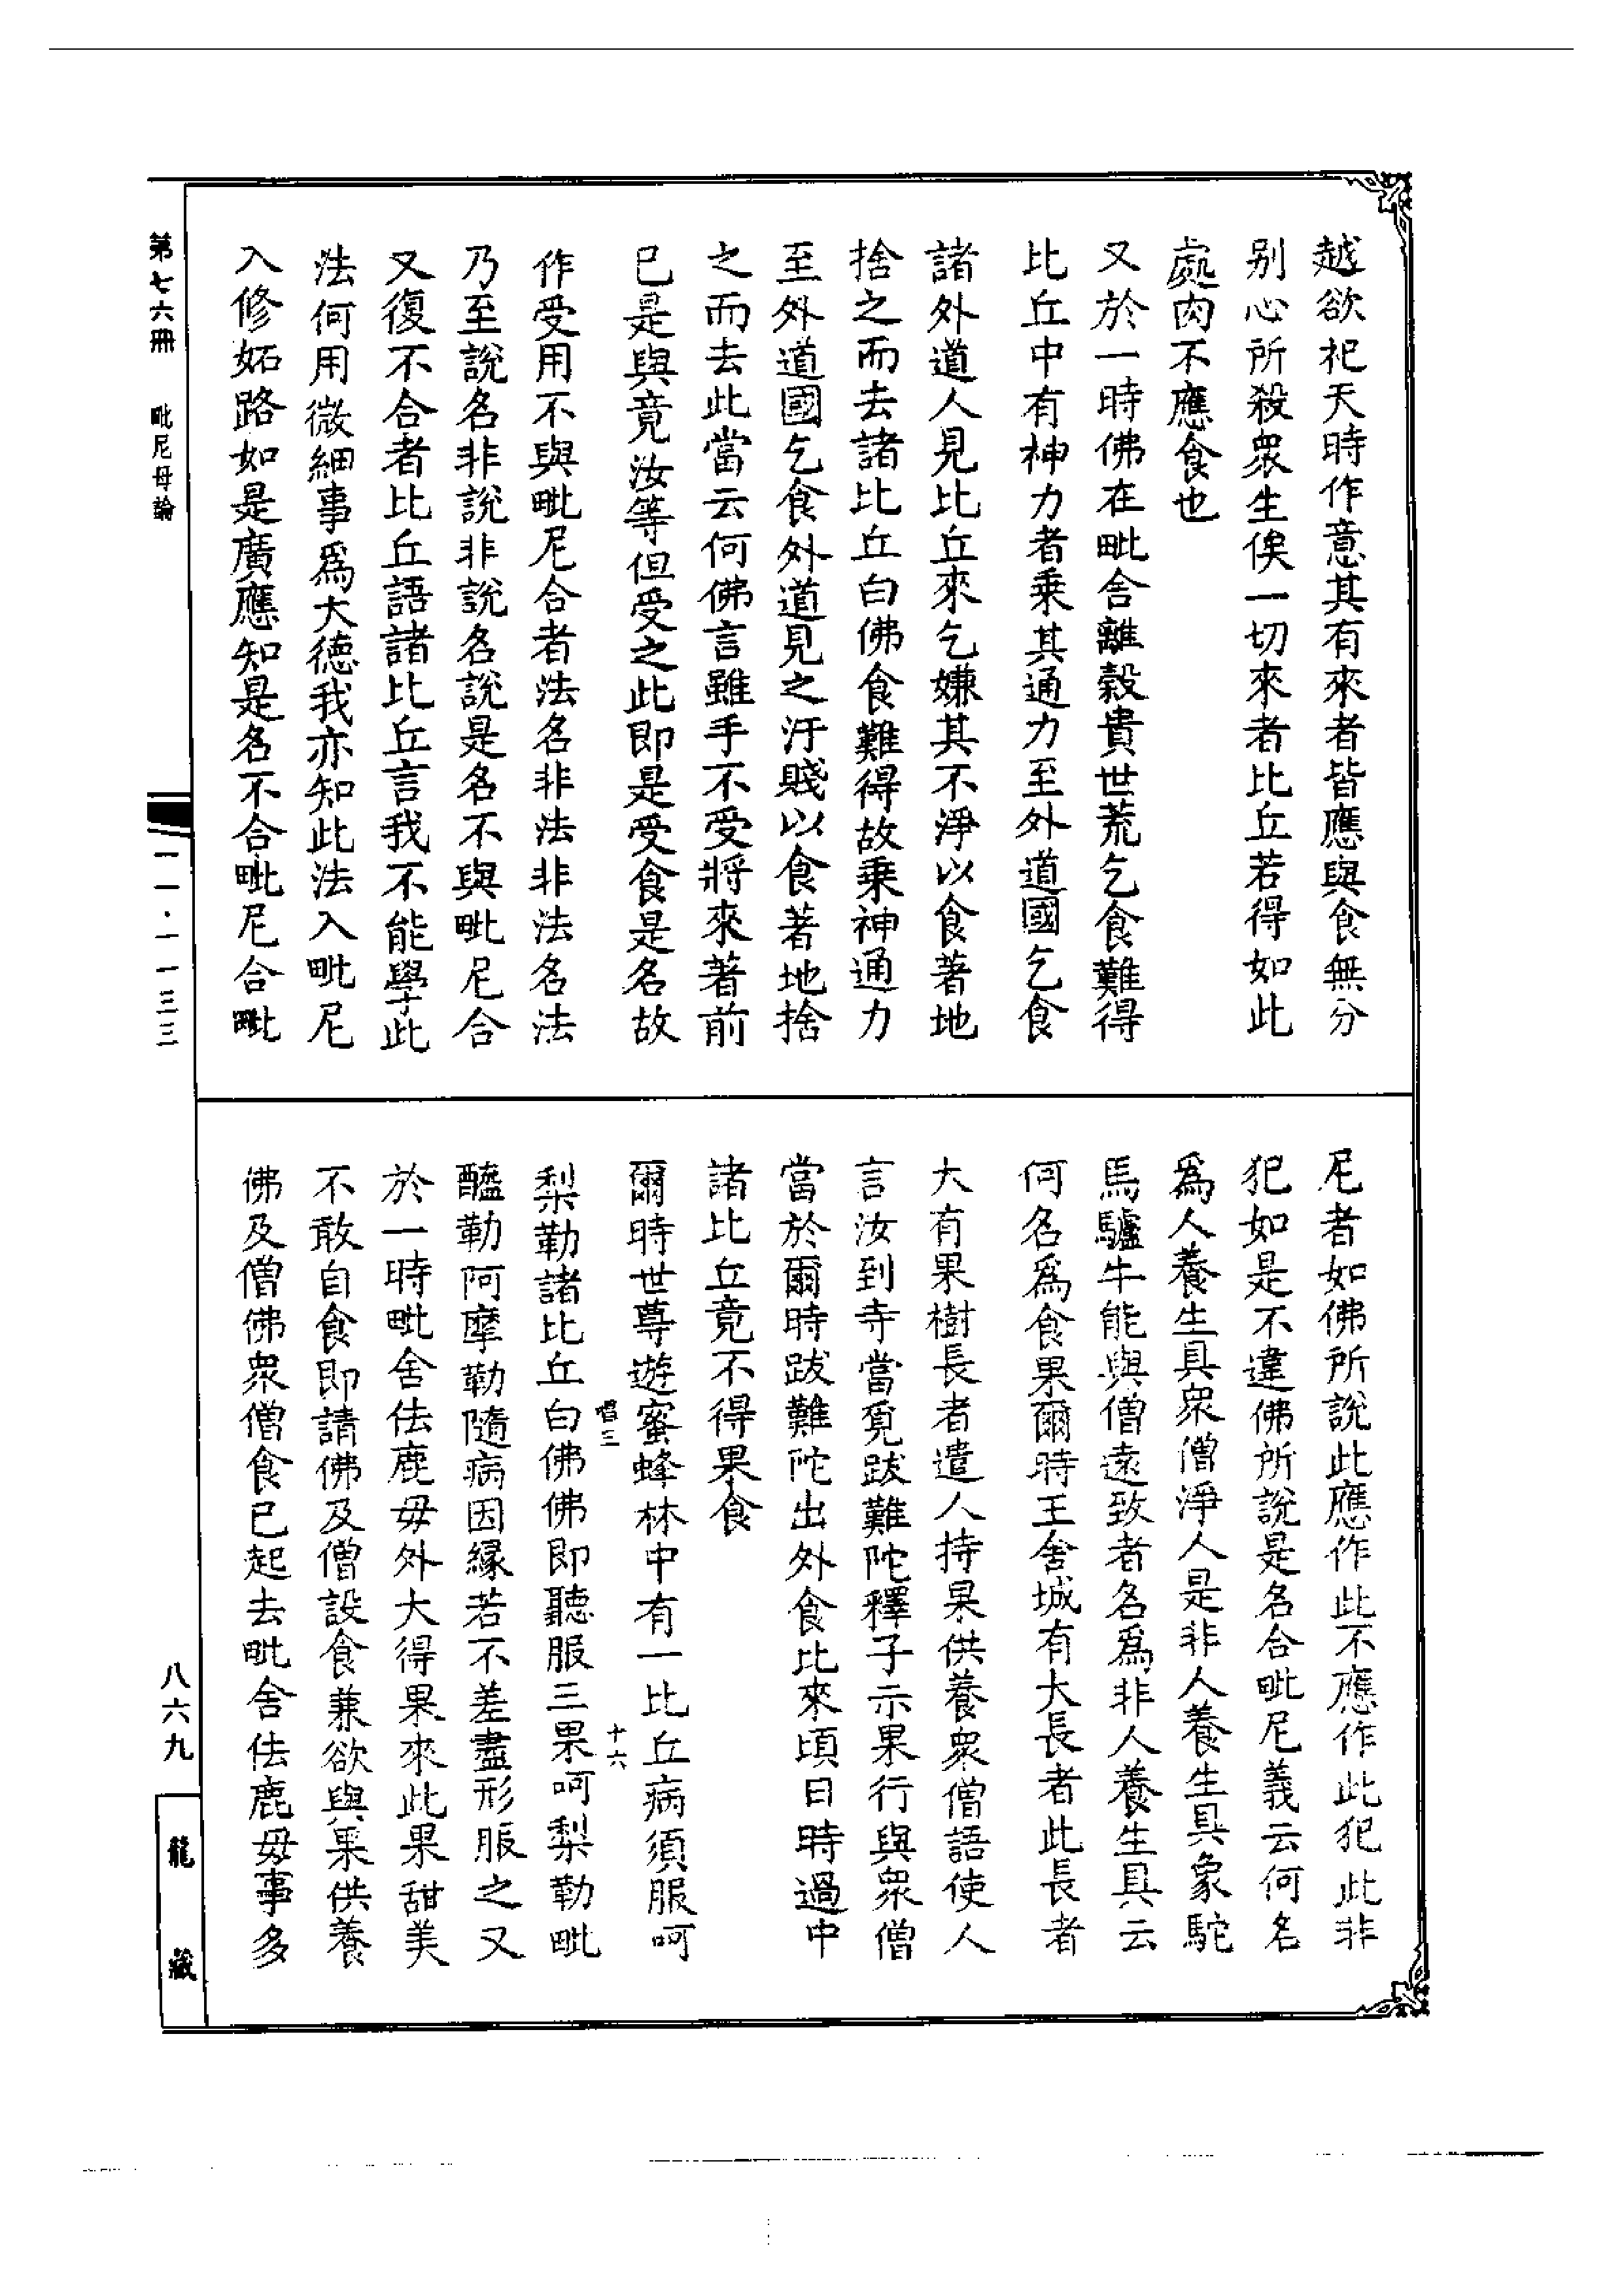 越欲祀天時作意其有來者皆應與食無分
别心所殺衆生俟一切來者比丘若得如此
處肉不應食也
又於一時佛在毗舍離穀貴世荒乞食難得
比丘中有神力者乗其通力至外道國乞食
諸外道人見比丘來乞嫌其不淨以食著地
捨之而去諸比丘白佛食難得故乗神通力
至外道國乞食外道見之汙賤以食著地捨
之而去此當云何佛言雖手不受將來著前
已是與竟汝等但受之此即是受食是名故
作受用不與毗尼合者法名非法非法名法
乃至說名非說非說名說是名不與毗尼合
又復不合者比丘語諸比丘言我不能學此
法何用微細事爲大德我亦知此法入毗尼
入修妬路如是廣應知是名不合毗尼合毗
尼者如佛所說此應作此不應作此犯此非
犯如是不違佛所說是名合毗尼義云何名
爲人養生具衆僧淨人是非人養生具象駝
馬驢牛能與僧遠致者名爲非人養生具云
何名爲食果爾時王舍城有大長者此長者
大有果樹長者遣人持果供養衆僧語使人
言汝到寺當覓跋難陀釋子示果行與衆僧
當於爾時跋難陀出外食比來頃日時過中
諸比丘竟不得果食
爾時世尊遊蜜蜂林中有一比丘病須服呵
唱三 十六
梨勒諸比丘白佛佛即聽服三果呵梨勒毗
醯勒阿摩勒隨病因縁若不差盡形服之又
於一時毗舍佉鹿毋外大得果來此果甜美
不敢自食即請佛及僧設食兼欲與果供養
佛及僧佛衆僧食已起去毗舍佉鹿毋事多
第七六冊 毗尼母論
一一·一一三三
八六九
龍藏